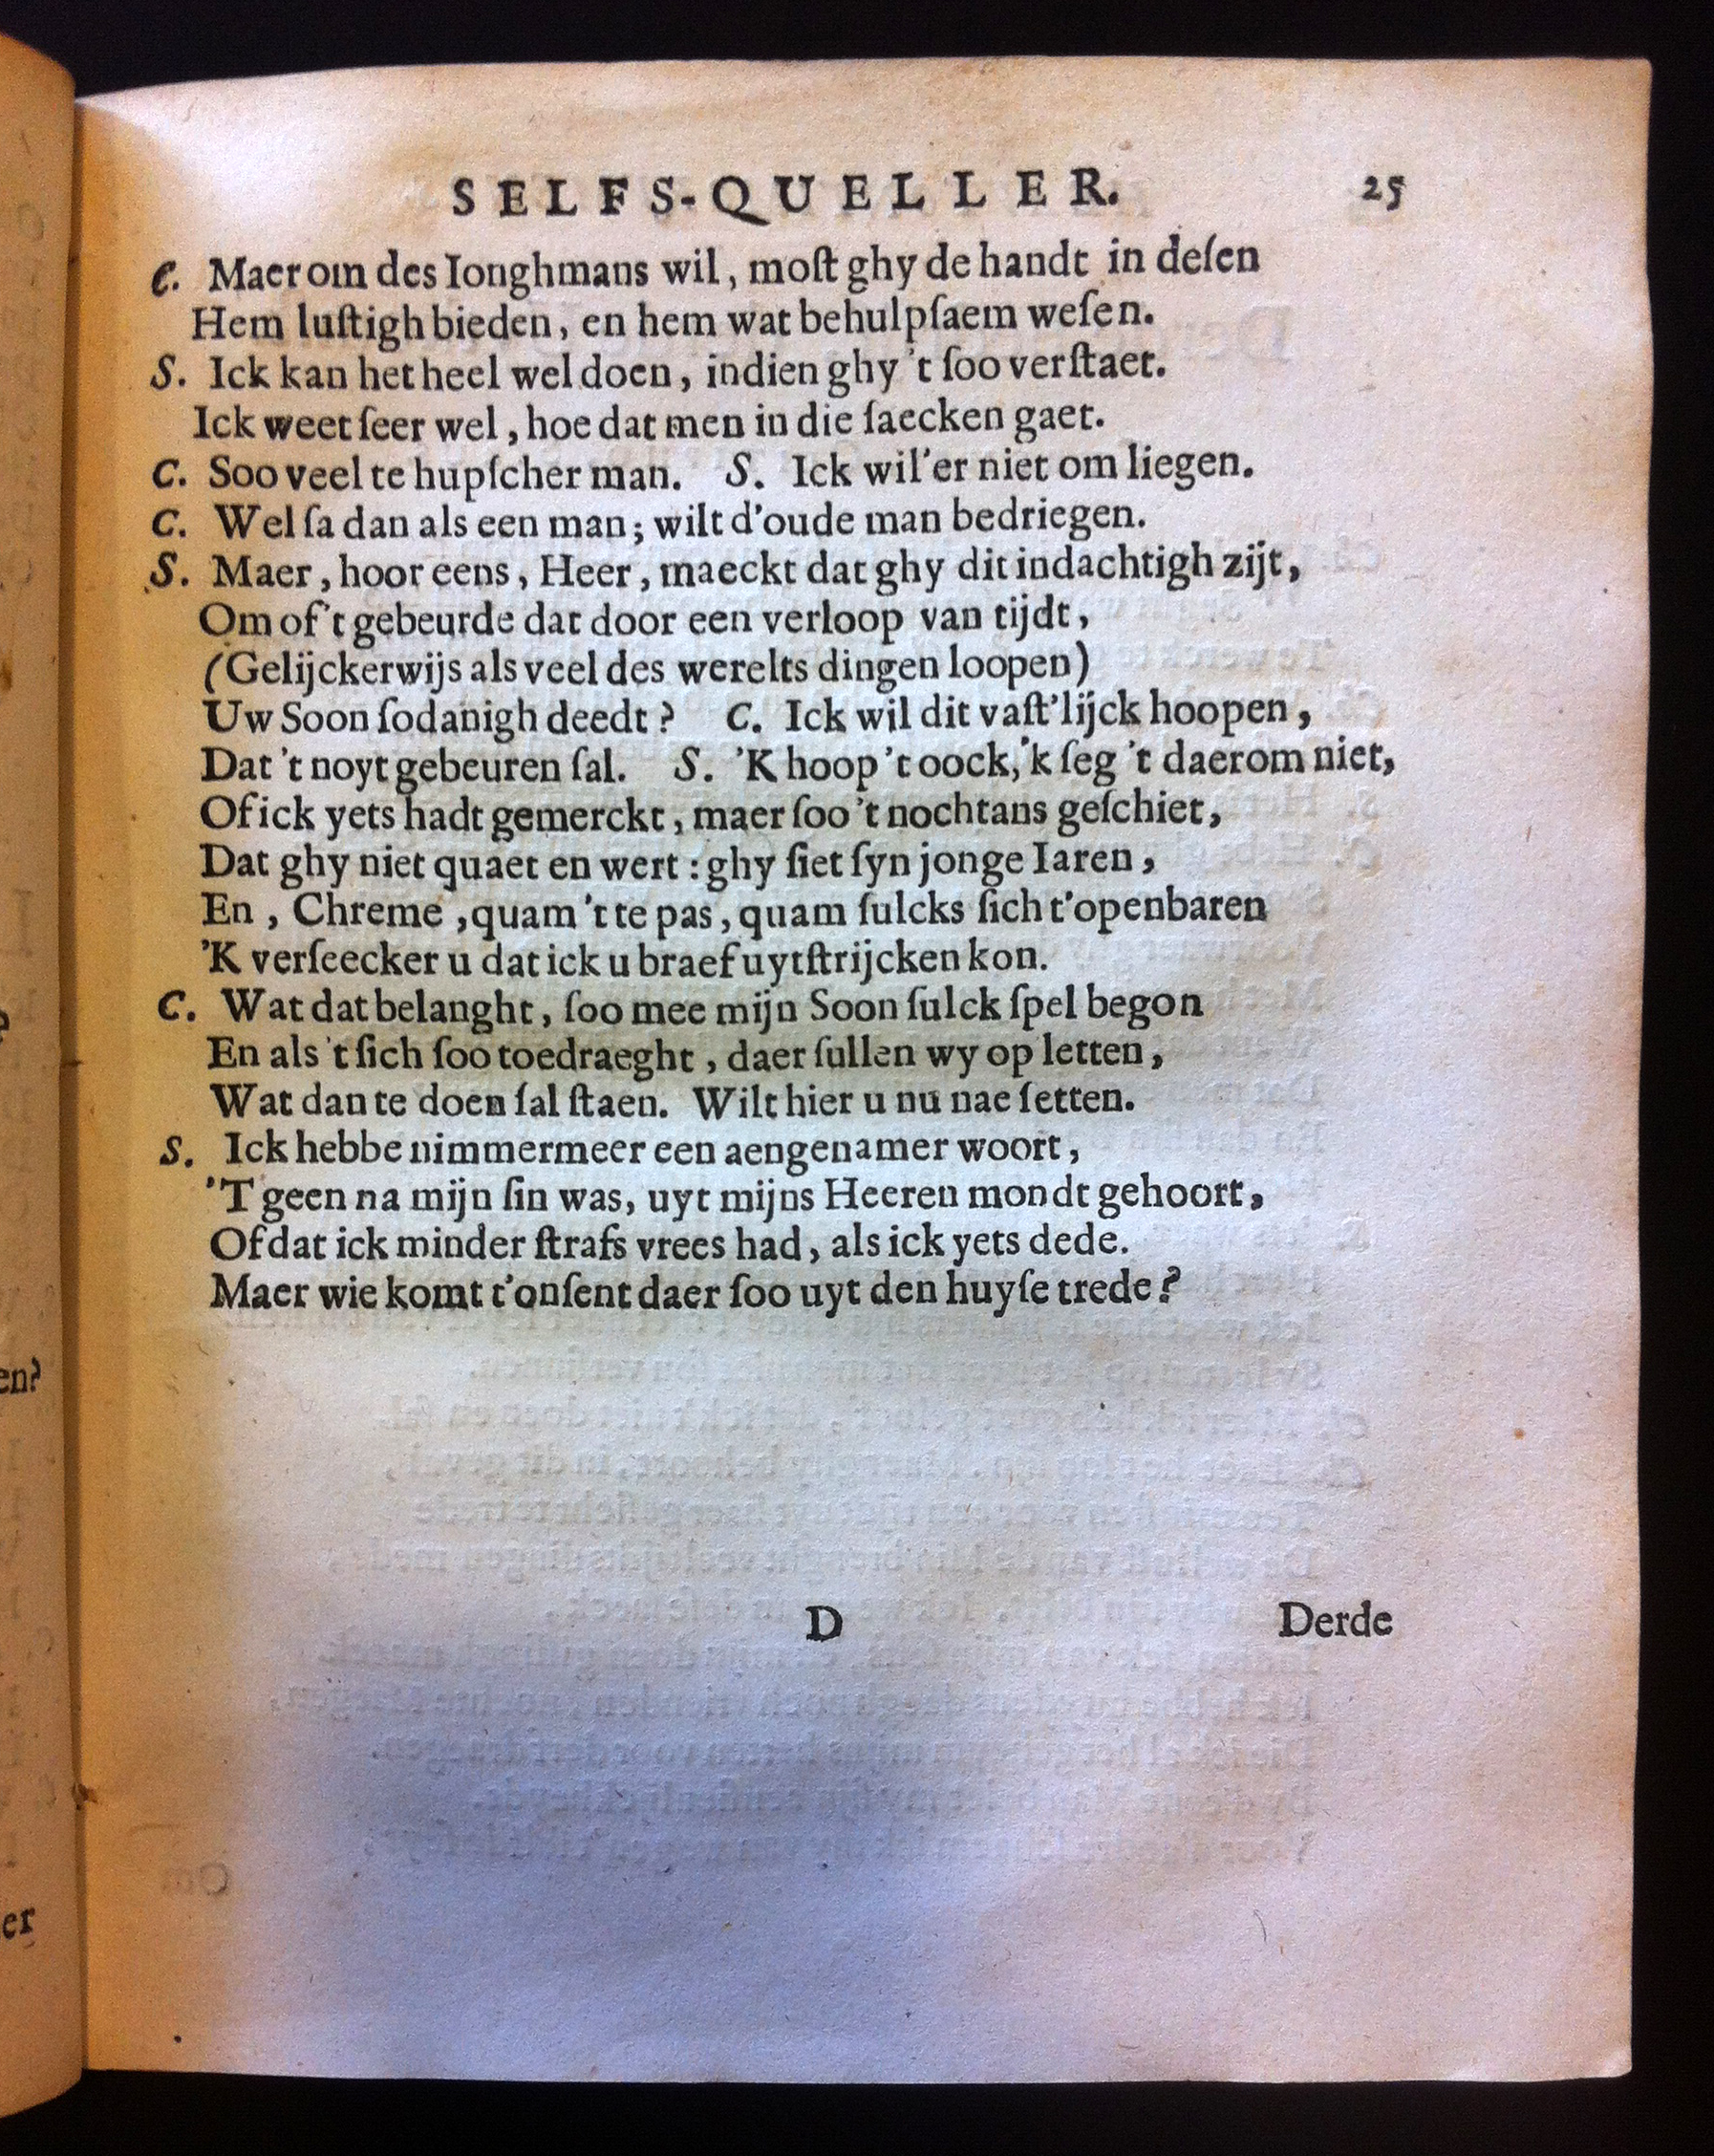 SELFS-QUELLER. 25
C. Maer om des Ionghmans wil, moſt ghy de handt in deſen
Hem luſtigh bieden, en hem wat behulpſaem weſen.
S. Ick kan het heel wel doen, indien ghy 't ſoo verſtaet.
Ick weet ſeer wel, hoe dat men in die ſaecken gaet.
C. Soo veel te hupſcher man. S. Ick wil'er niet om liegen.
C. Wel ſa dan als een man; wilt d'oude man bedriegen.
S. Maer, hoor eens, Heer, maeckt dat ghy dit indachtigh zijt,
Om of't gebeurde dat door een verloop van tijdt,
(Gelijckerwijs als veel des werelts dingen loopen)
Uw Soon ſodanigh deedt? C. Ick wil dit vaſt'lijck hoopen,
Dat 't noyt gebeuren ſal. S. 'K hoop 't oock, 'k ſeg 't daerom niet,
Of ick yets hadt gemerckt, maer ſoo 't nochtans geſchiet,
Dat ghy niet quaet en wert: ghy ſiet ſyn jonge Iaren,
En, Chreme, quam 't te pas, quam ſulcks ſich t'openbaren
'K verſeecker u dat ick u braef uytſtrijcken kon.
C. Wat dat belanght, ſoo mee mijn Soon ſulck ſpel begon
En als 't ſich ſoo toedraeght, daer ſullen wy op letten,
Wat dan te doen ſal ſtaen. Wilt hier u nu nae ſetten.
S. Ick hebbe nimmermeer een aengenamer woort,
'T geen na mijn ſin was, uyt mijns Heeren mondt gehoort,
Of dat ick minder ſtrafs vrees had, als ick yets dede.
Maer wie komt t'onſent daer ſoo uyt den huyſe trede?
D Derde
en?
er